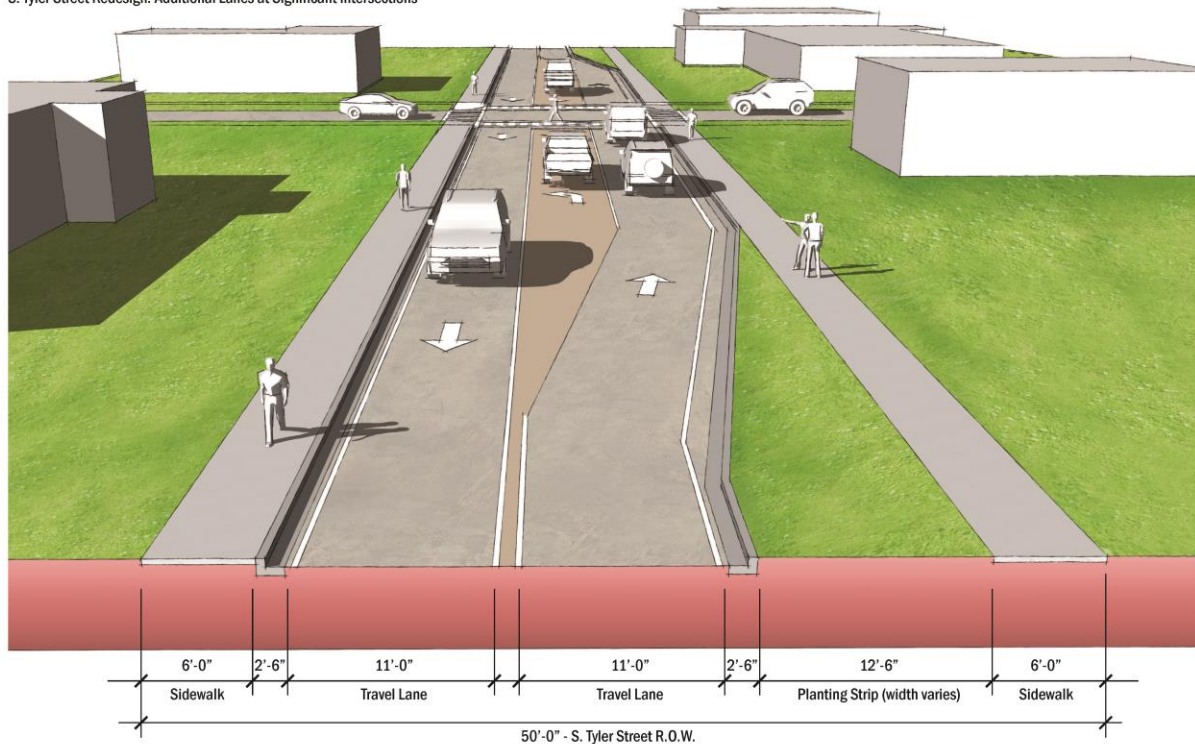 S. Tyler Street Redesign: Additional Lanes at Significant Intersections
6'-0" 2'-6" 11'-0" 11'-0" 2'-6" 12'-6" 6'-0"
Sidewalk Travel Lane Travel Lane Planting Strip (width varies) Sidewalk
50'-0" - S. Tyler Street R.O.W.